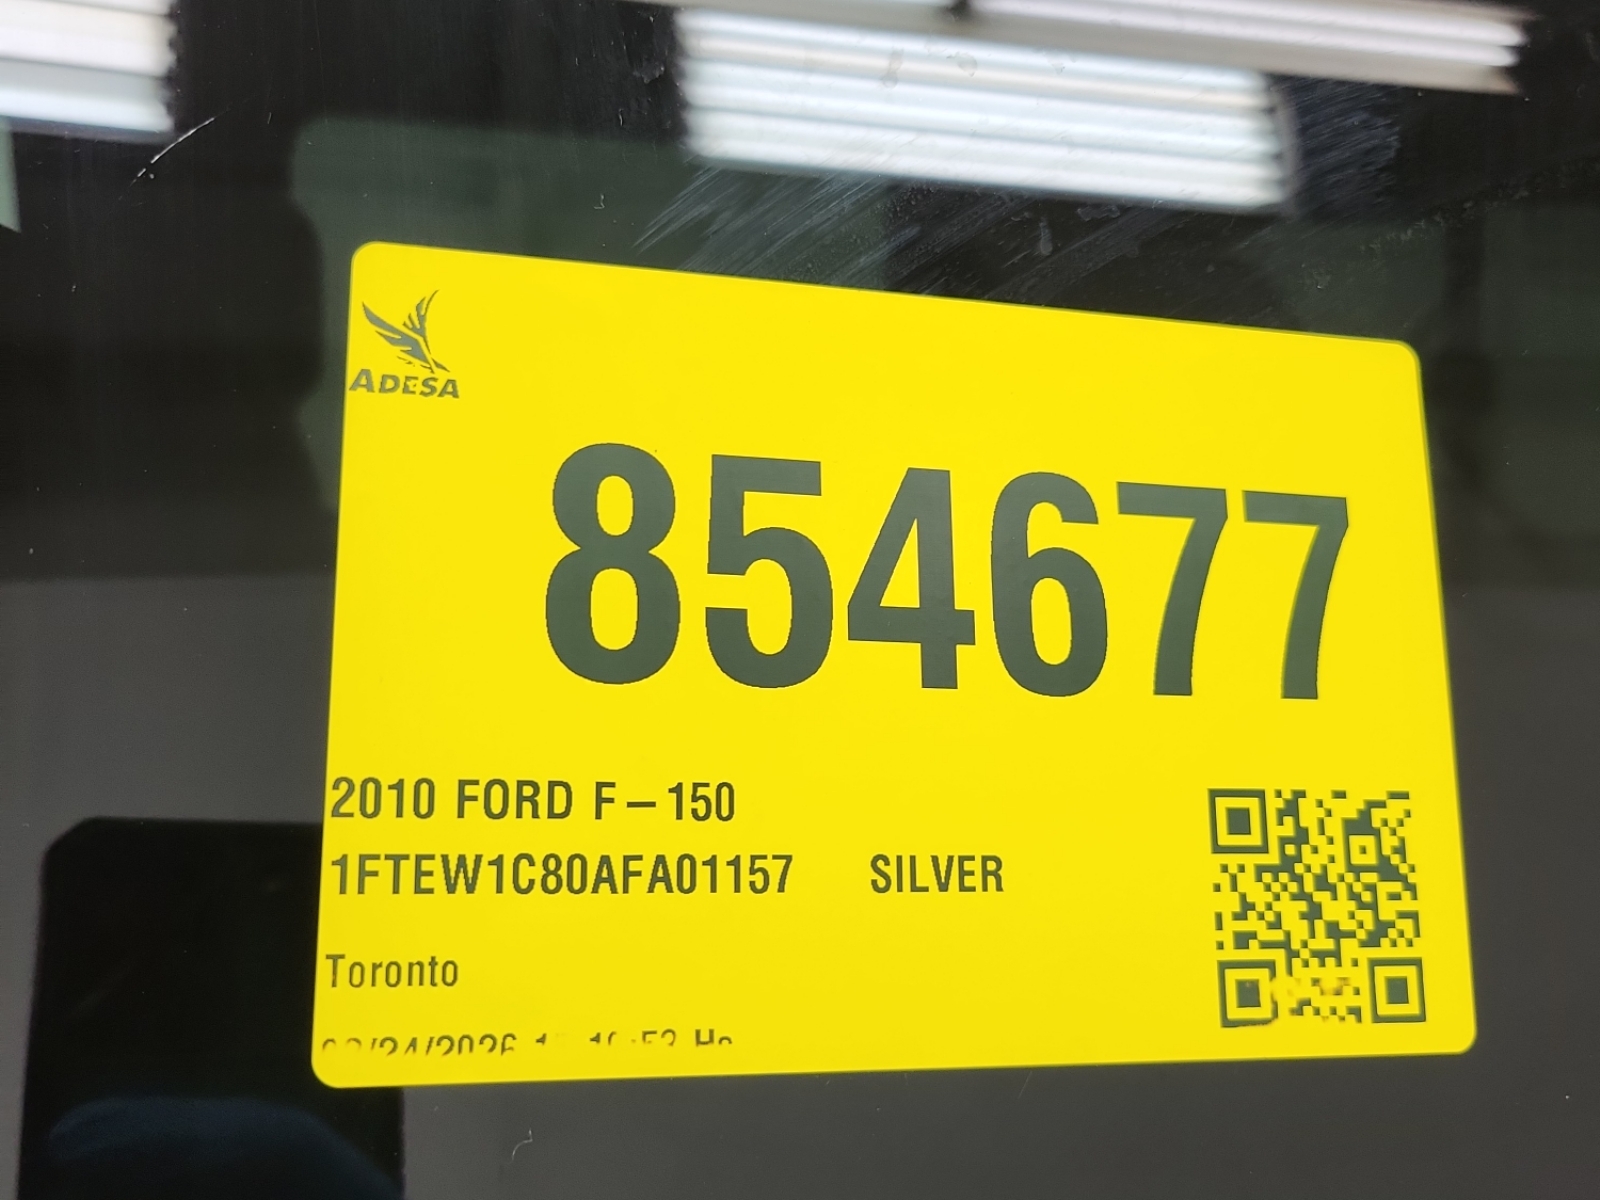 ADESA
854677
2010 FORD F-150
1FTEW1C80AFA01157 SILVER
Toronto